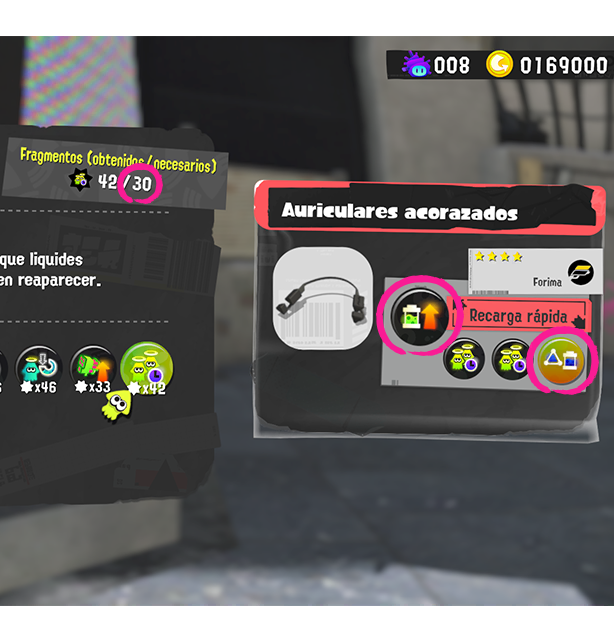 008 0169000
Fragmentos (obtenidos/necesarios)
42/30
que liquides
en reaparecer.
x46 x33 x42
Auriculares acorazados
Forima
Recarga rápida